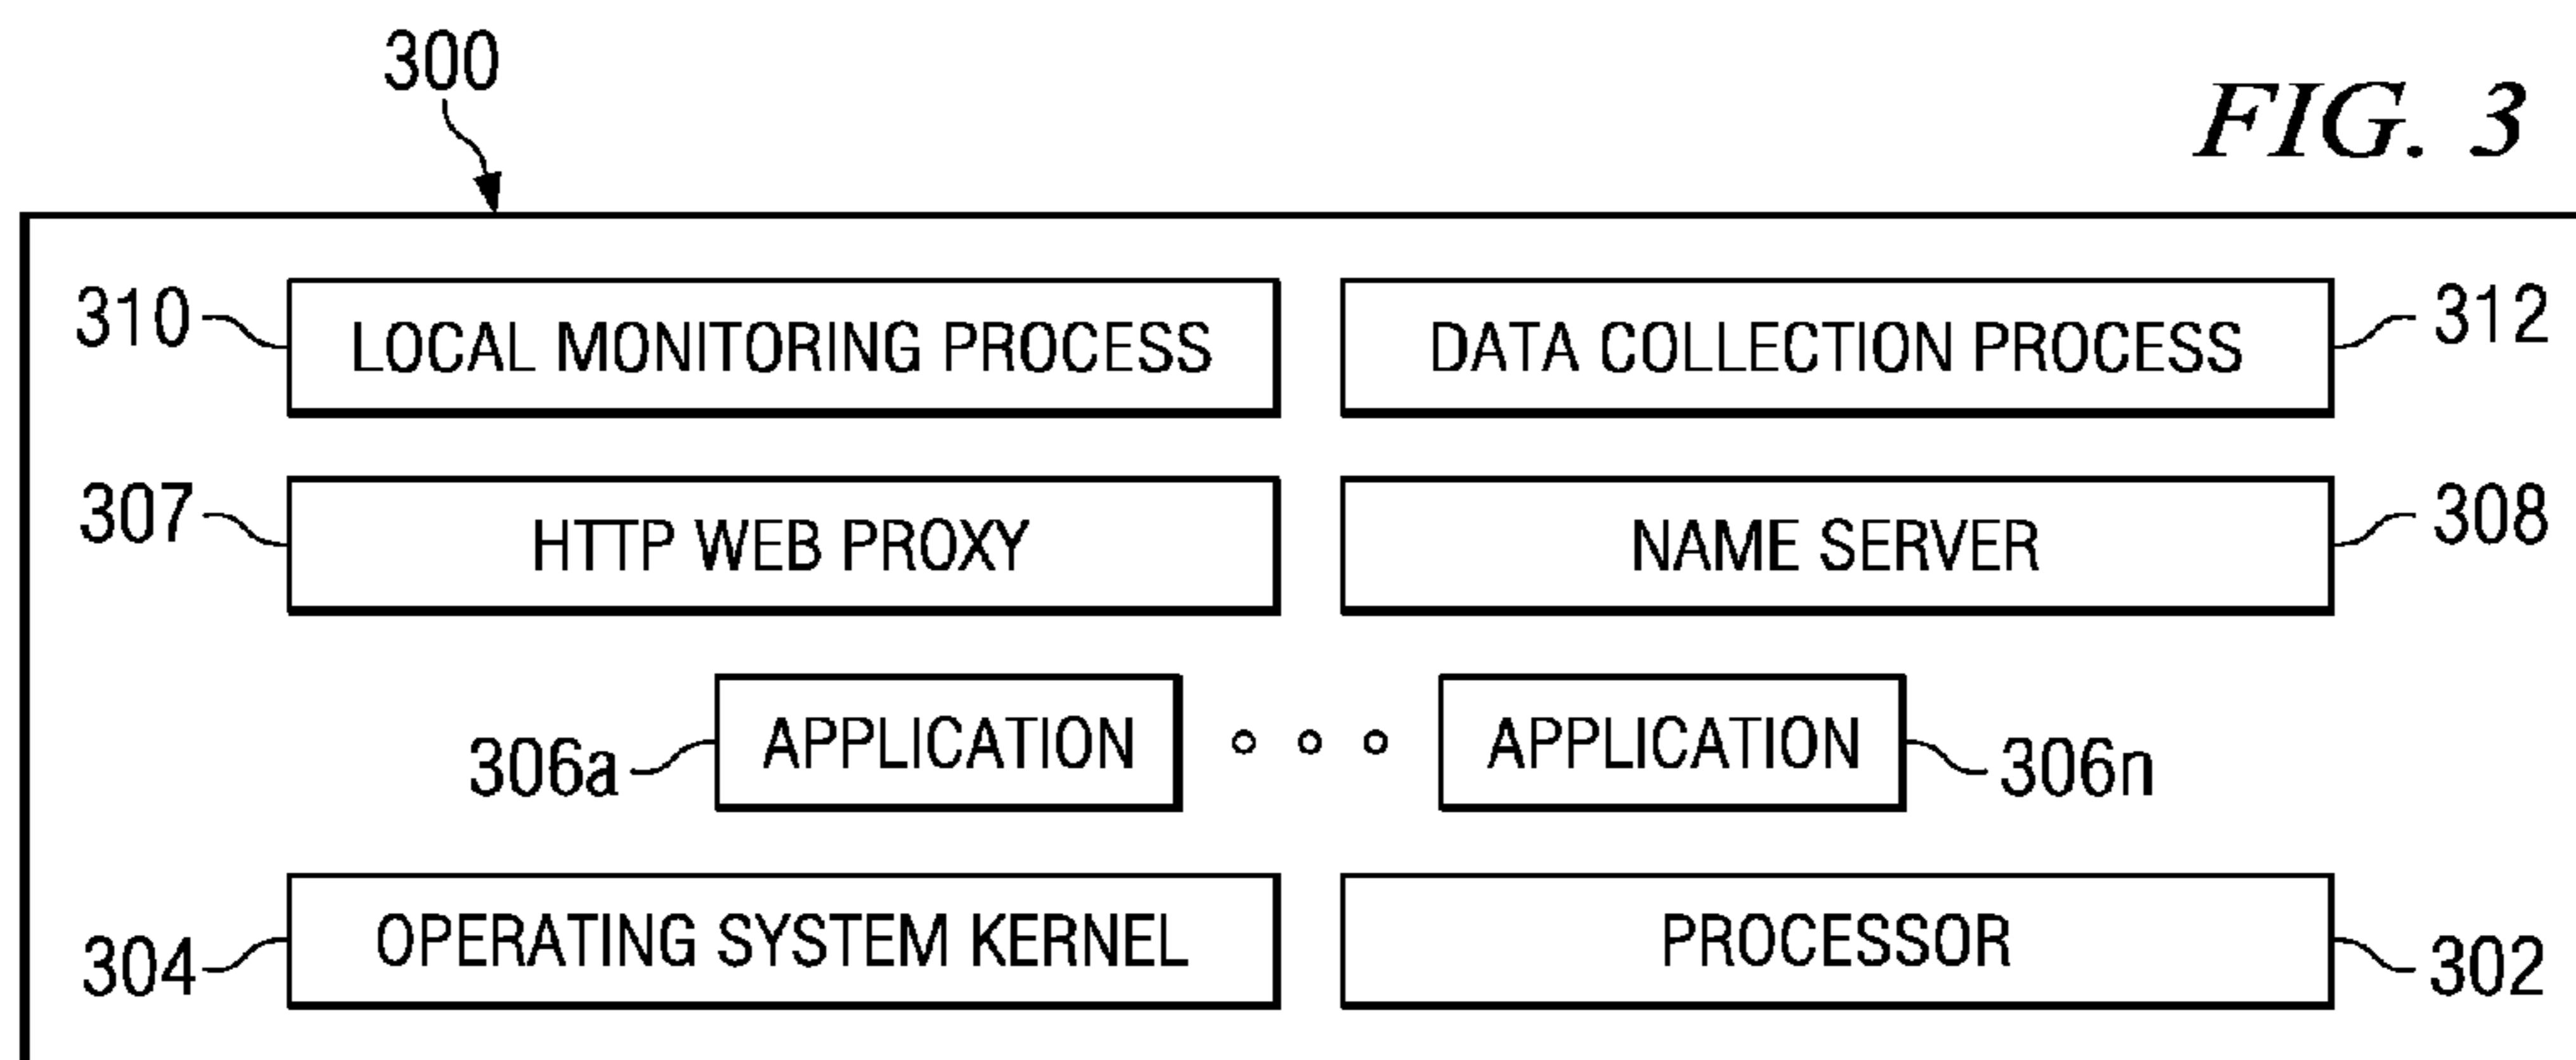 300
FIG. 3
310 LOCAL MONITORING PROCESS DATA COLLECTION PROCESS 312
307 HTTP WEB PROXY NAME SERVER 308
306a APPLICATION APPLICATION 306n
304 OPERATING SYSTEM KERNEL PROCESSOR 302